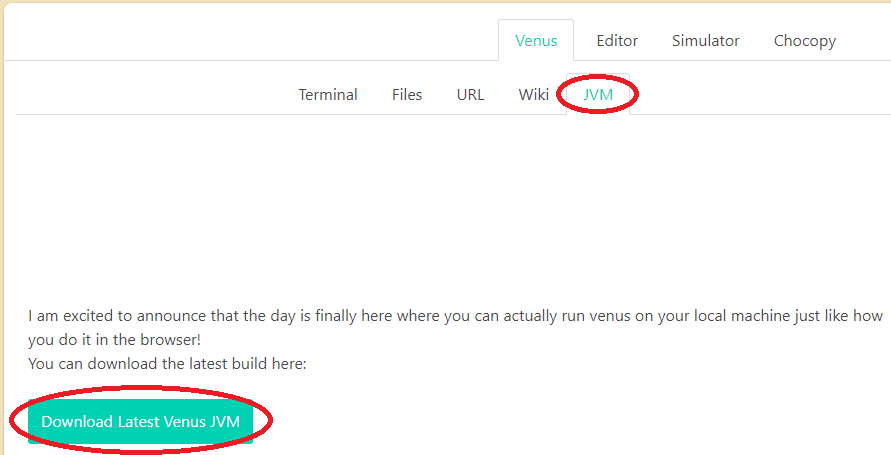 Venus Editor Simulator Chocopy
Terminal Files URL Wiki JVM
I am excited to announce that the day is finally here where you can actually run venus on your local machine just like how
you do it in the browser!
You can download the latest build here:
Download Latest Venus JVM